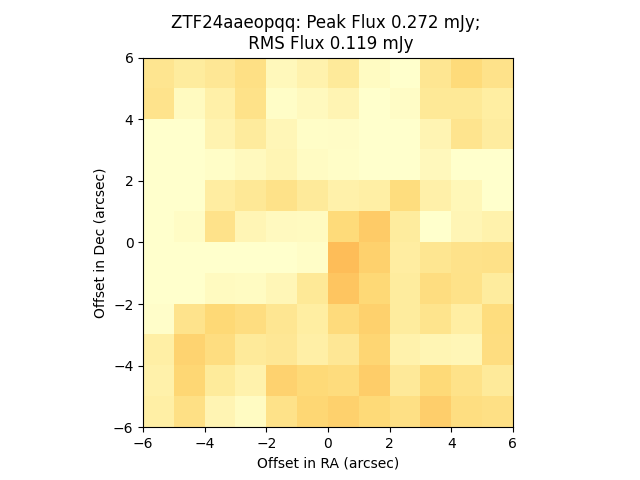 ZTF24aaeopqq: Peak Flux 0.272 mJy;
RMS Flux 0.119 mJy
6
4
2
0
−2
−4
−6
Offset in Dec (arcsec)
−6 −4 −2 0 2 4 6
Offset in RA (arcsec)